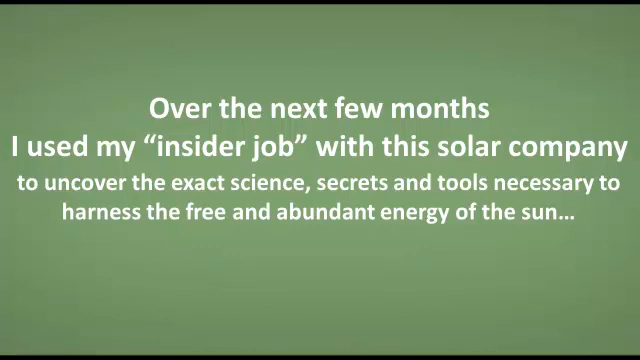 Over the next few months
I used my “insider job” with this solar company
to uncover the exact science, secrets and tools necessary to
harness the free and abundant energy of the sun…